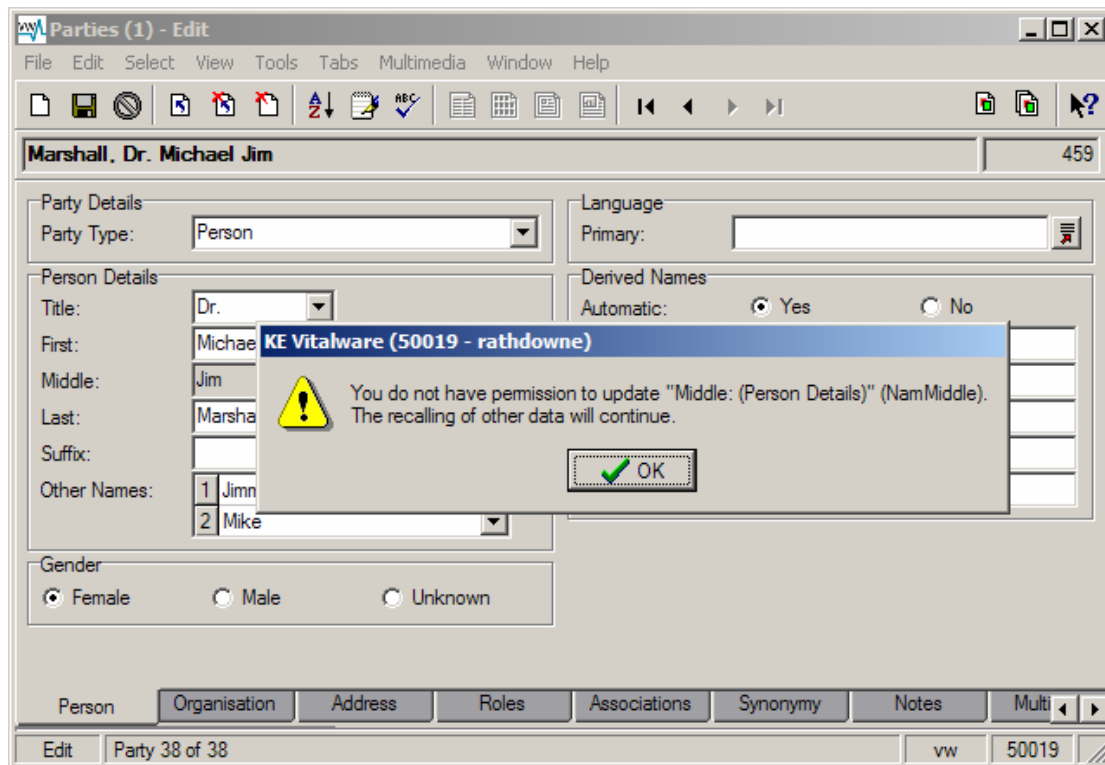 Parties (1) - Edit
File Edit Select View Tools Tabs Multimedia Window Help
Marshall, Dr. Michael Jim 459
Party Details
Party Type: Person
Language
Primary:
Person Details
Title: Dr.
First: Michae
Middle: Jim
Last: Marsha
Suffix:
Other Names: 1 Jimm
2 Mike
Derived Names
Automatic: Yes No
KE Vitalware (50019 - rathdowne)
You do not have permission to update "Middle: (Person Details)" (NamMiddle).
The recalling of other data will continue.
OK
Gender
Female Male Unknown
Person Organisation Address Roles Associations Synonymy Notes Multi
Edit Party 38 of 38 vw 50019